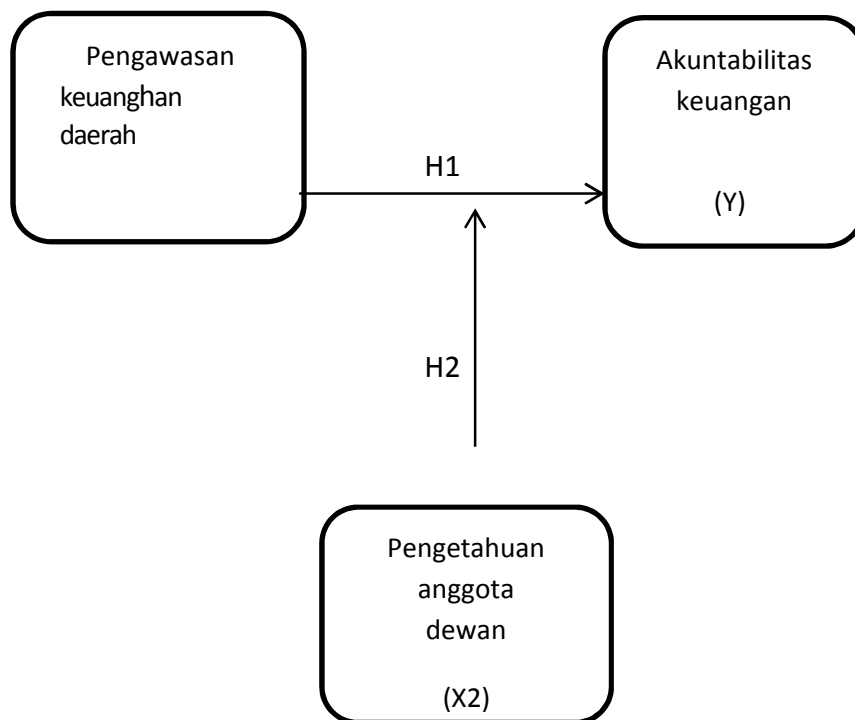 Pengawasan
keuanghan
daerah
Akuntabilitas
keuangan
(Y)
H1
H2
Pengetahuan
anggota
dewan
(X2)